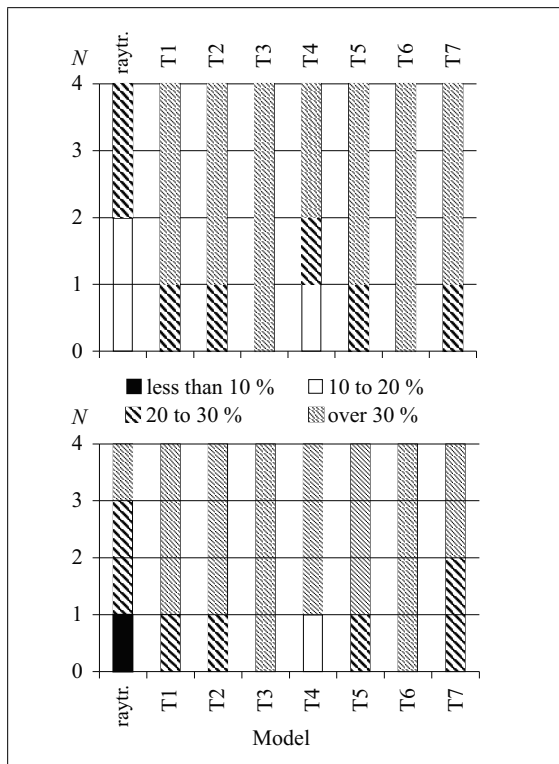 N raytr. T1 T2 T3 T4 T5 T6 T7
4
3
2
1
0
less than 10 % 10 to 20 %
20 to 30 % over 30 %
N
4
3
2
1
0
raytr. T1 T2 T3 T4 T5 T6 T7
Model